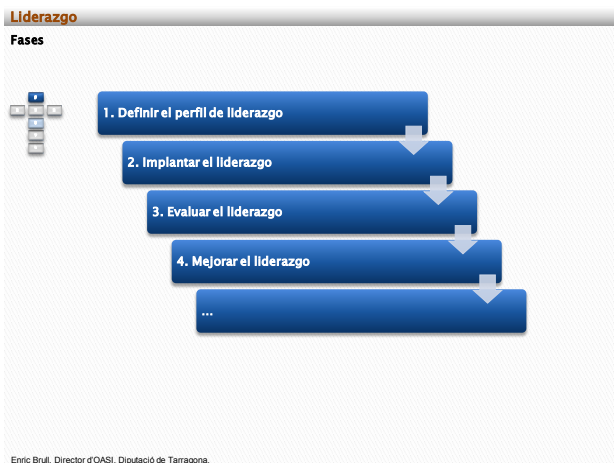 Liderazgo
Fases
1. Definir el perfil de liderazgo
2. Implantar el liderazgo
3. Evaluar el liderazgo
4. Mejorar el liderazgo
...
Enric Brull. Director d'OASI. Diputació de Tarragona.